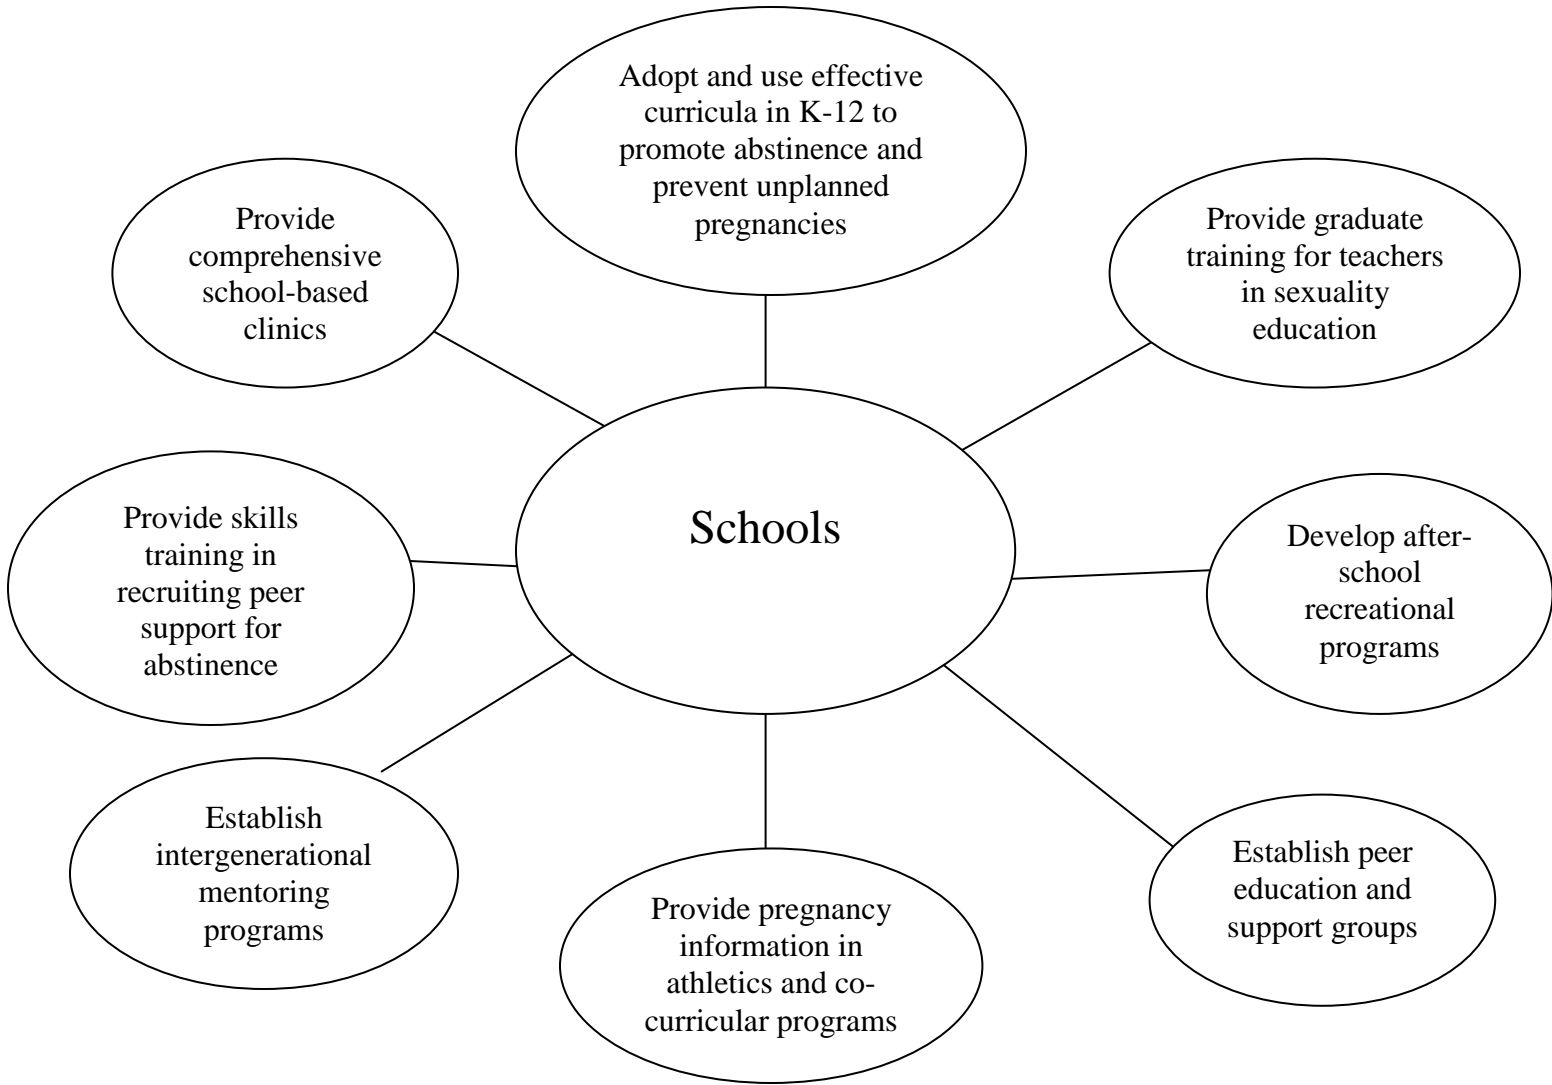 Adopt and use effective
curricula in K-12 to
promote abstinence and
prevent unplanned
pregnancies
Provide
comprehensive
school-based
clinics
Provide graduate
training for teachers
in sexuality
education
Schools
Provide skills
training in
recruiting peer
support for
abstinence
Develop after-
school
recreational
programs
Establish
intergenerational
mentoring
programs
Provide pregnancy
information in
athletics and co-
curricular programs
Establish peer
education and
support groups